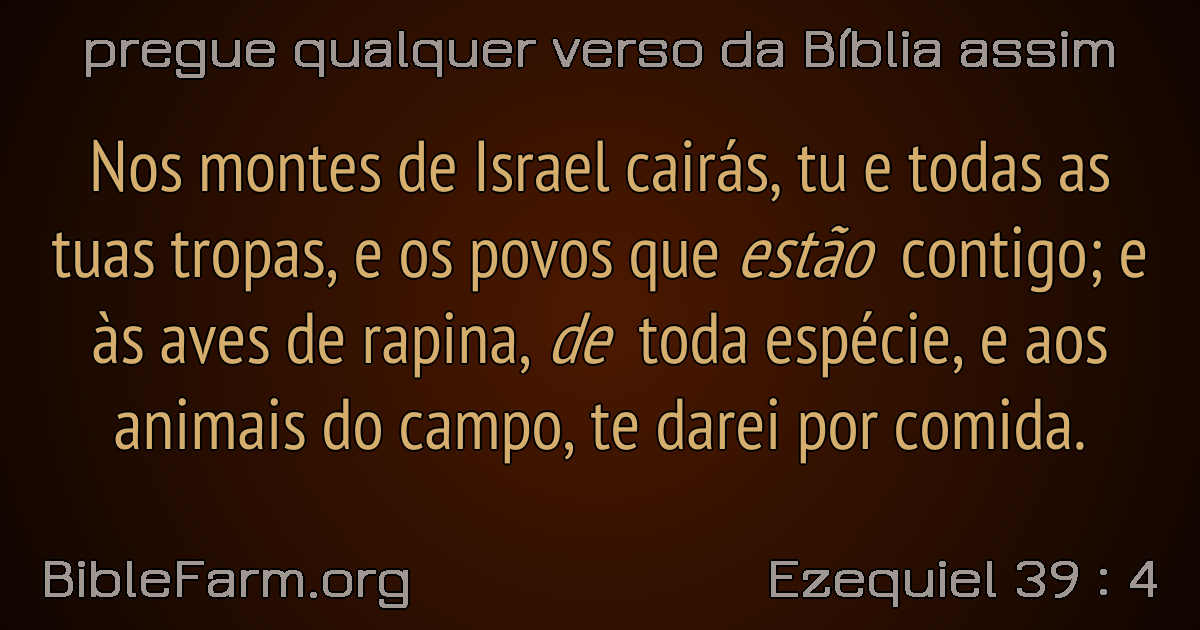 pregue qualquer verso da Bíblia assim
Nos montes de Israel cairás, tu e todas as
tuas tropas, e os povos que estão contigo; e
às aves de rapina, de toda espécie, e aos
animais do campo, te darei por comida.
BibleFarm.org
Ezequiel 39 : 4